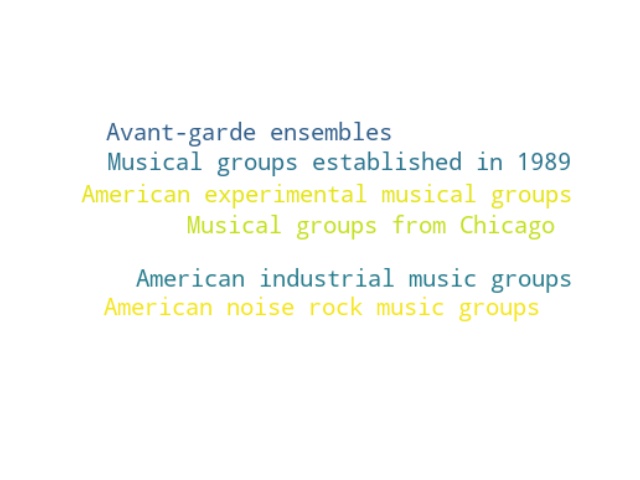 Avant-garde ensembles
Musical groups established in 1989
American experimental musical groups
Musical groups from Chicago
American industrial music groups
American noise rock music groups